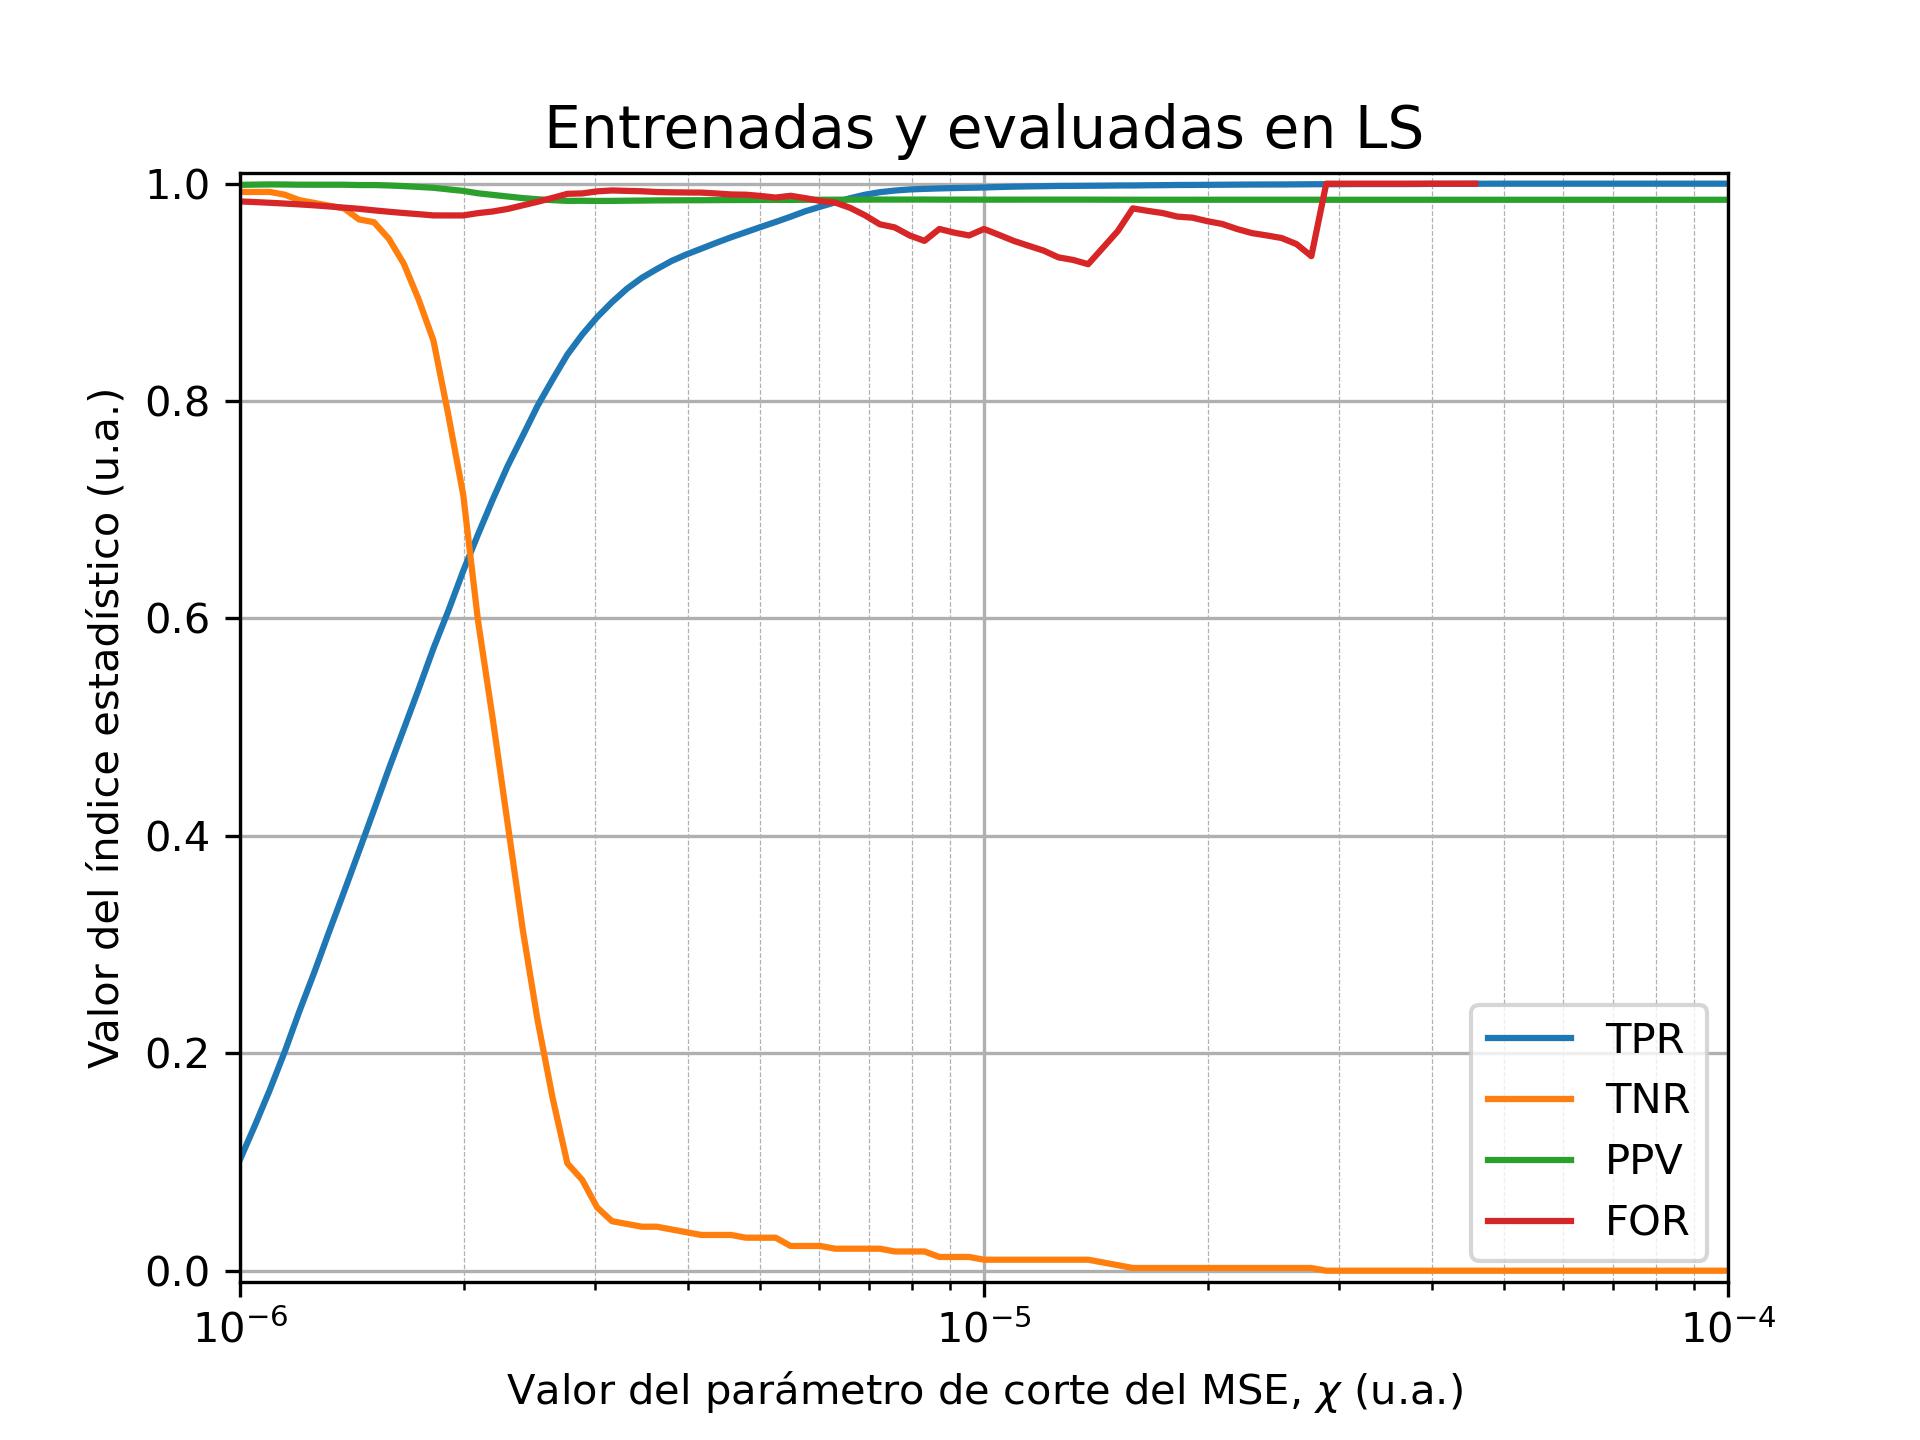 Entrenadas y evaluadas en LS
Valor del índice estadístico (u.a.)
1.0
0.8
0.6
0.4
0.2
0.0
10⁻⁶
10⁻⁵
10⁻⁴
Valor del parámetro de corte del MSE, χ (u.a.)
TPR
TNR
PPV
FOR